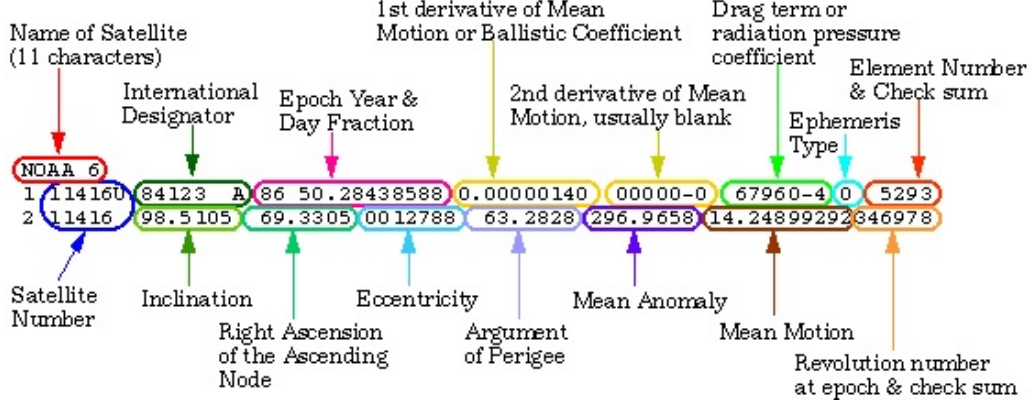 1st derivative of Mean
Motion or Ballistic Coefficient
Drag term or
radiation pressure
coefficient
Name of Satellite
(11 characters)
Element Number
& Check sum
International
Designator
Epoch Year &
Day Fraction
2nd derivative of Mean
Motion, usually blank
Ephemeris
Type
NOAA 6
1 11416U 84123 A 86 50.28438588 0.00000140 00000-0 67960-4 0 5293
2 11416 98.5105 69.3305 0012788 63.2828 296.9658 14.24899292 346978
Satellite
Number
Inclination
Right Ascension
of the Ascending
Node
Eccentricity
Argument
of Perigee
Mean Anomaly
Mean Motion
Revolution number
at epoch & check sum